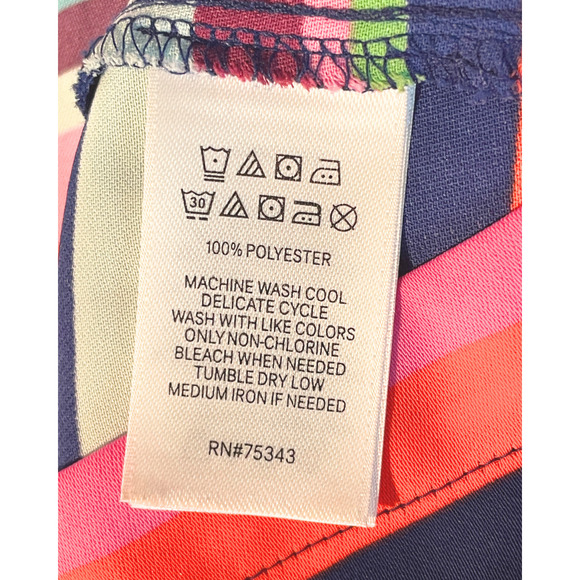 30
100% POLYESTER
MACHINE WASH COOL
DELICATE CYCLE
WASH WITH LIKE COLORS
ONLY NON-CHLORINE
BLEACH WHEN NEEDED
TUMBLE DRY LOW
MEDIUM IRON IF NEEDED
RN#75343